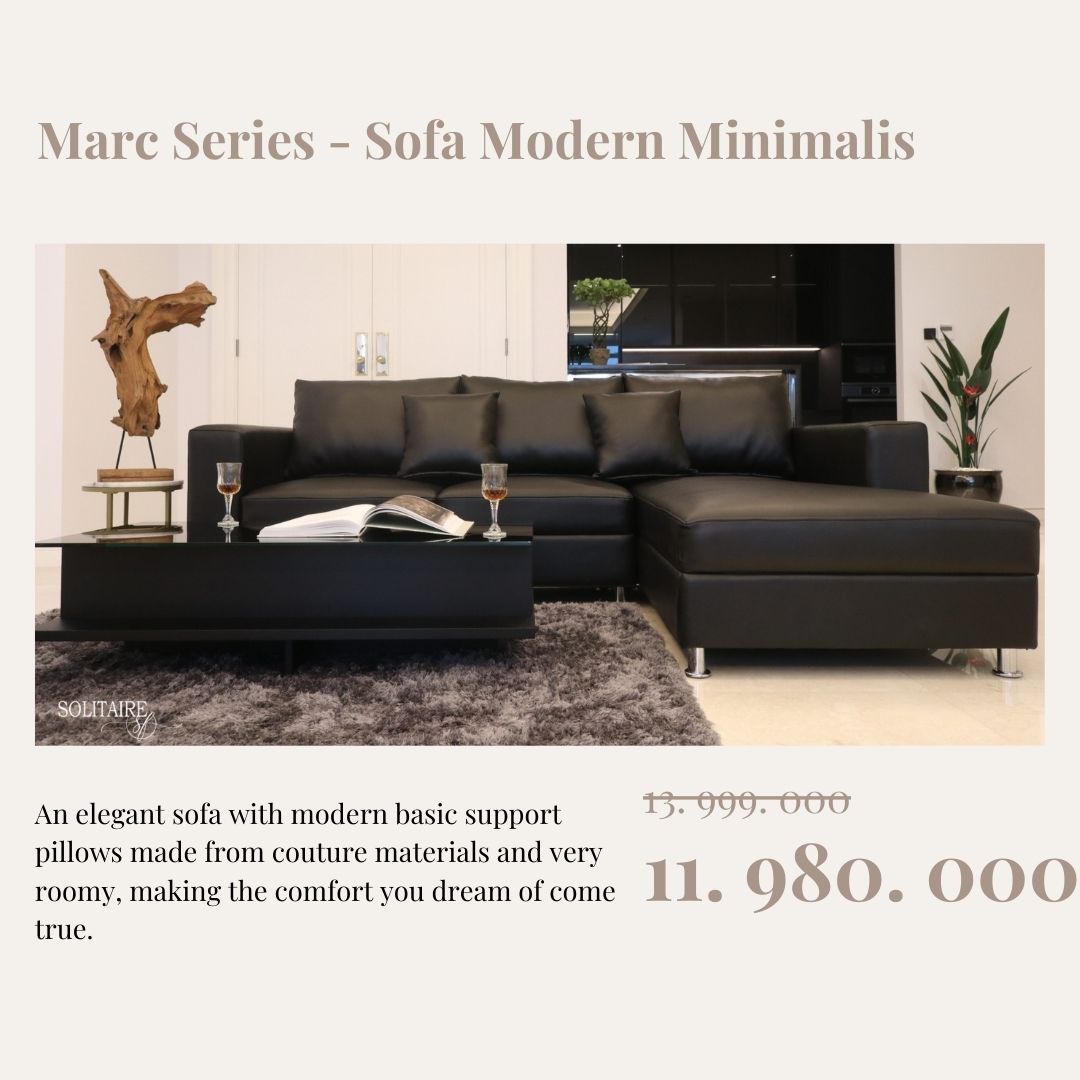 Marc Series - Sofa Modern Minimalis
SOLITAIRE
An elegant sofa with modern basic support
pillows made from couture materials and very
roomy, making the comfort you dream of come
true.
13. 999. 000
11. 980. 000